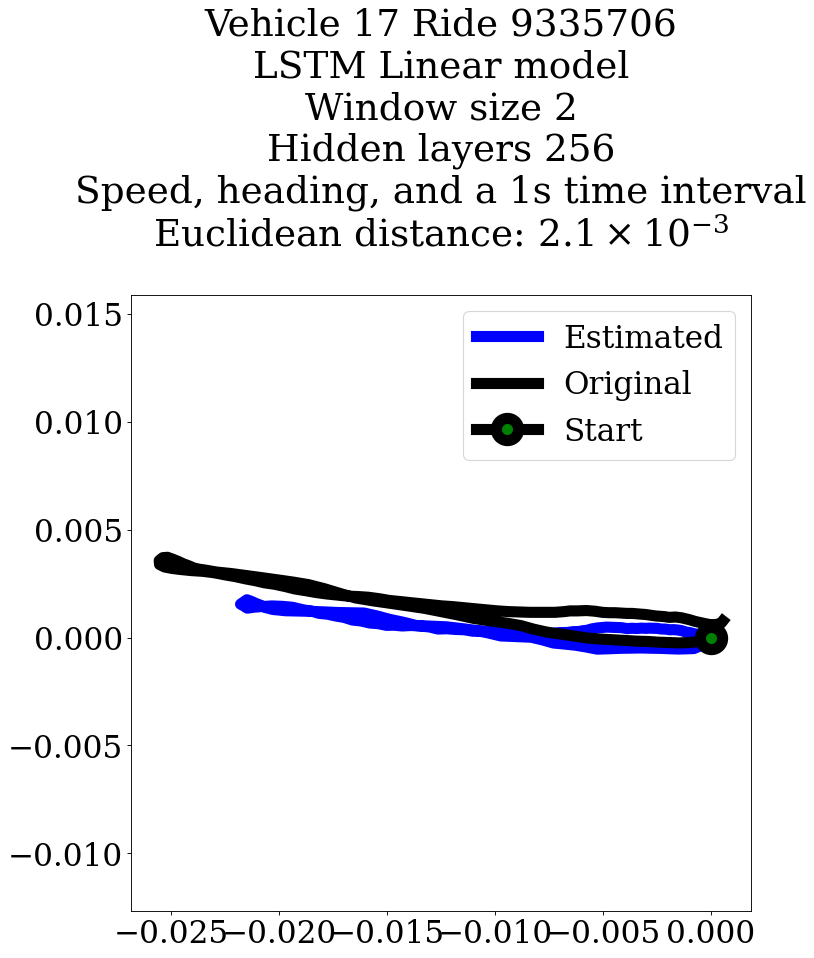 Vehicle 17 Ride 9335706
LSTM Linear model
Window size 2
Hidden layers 256
Speed, heading, and a 1s time interval
Euclidean distance: 2.1 × 10⁻³
Estimated
Original
Start
0.015
0.010
0.005
0.000
−0.005
−0.010
−0.025 −0.020 −0.015 −0.010 −0.005 0.000